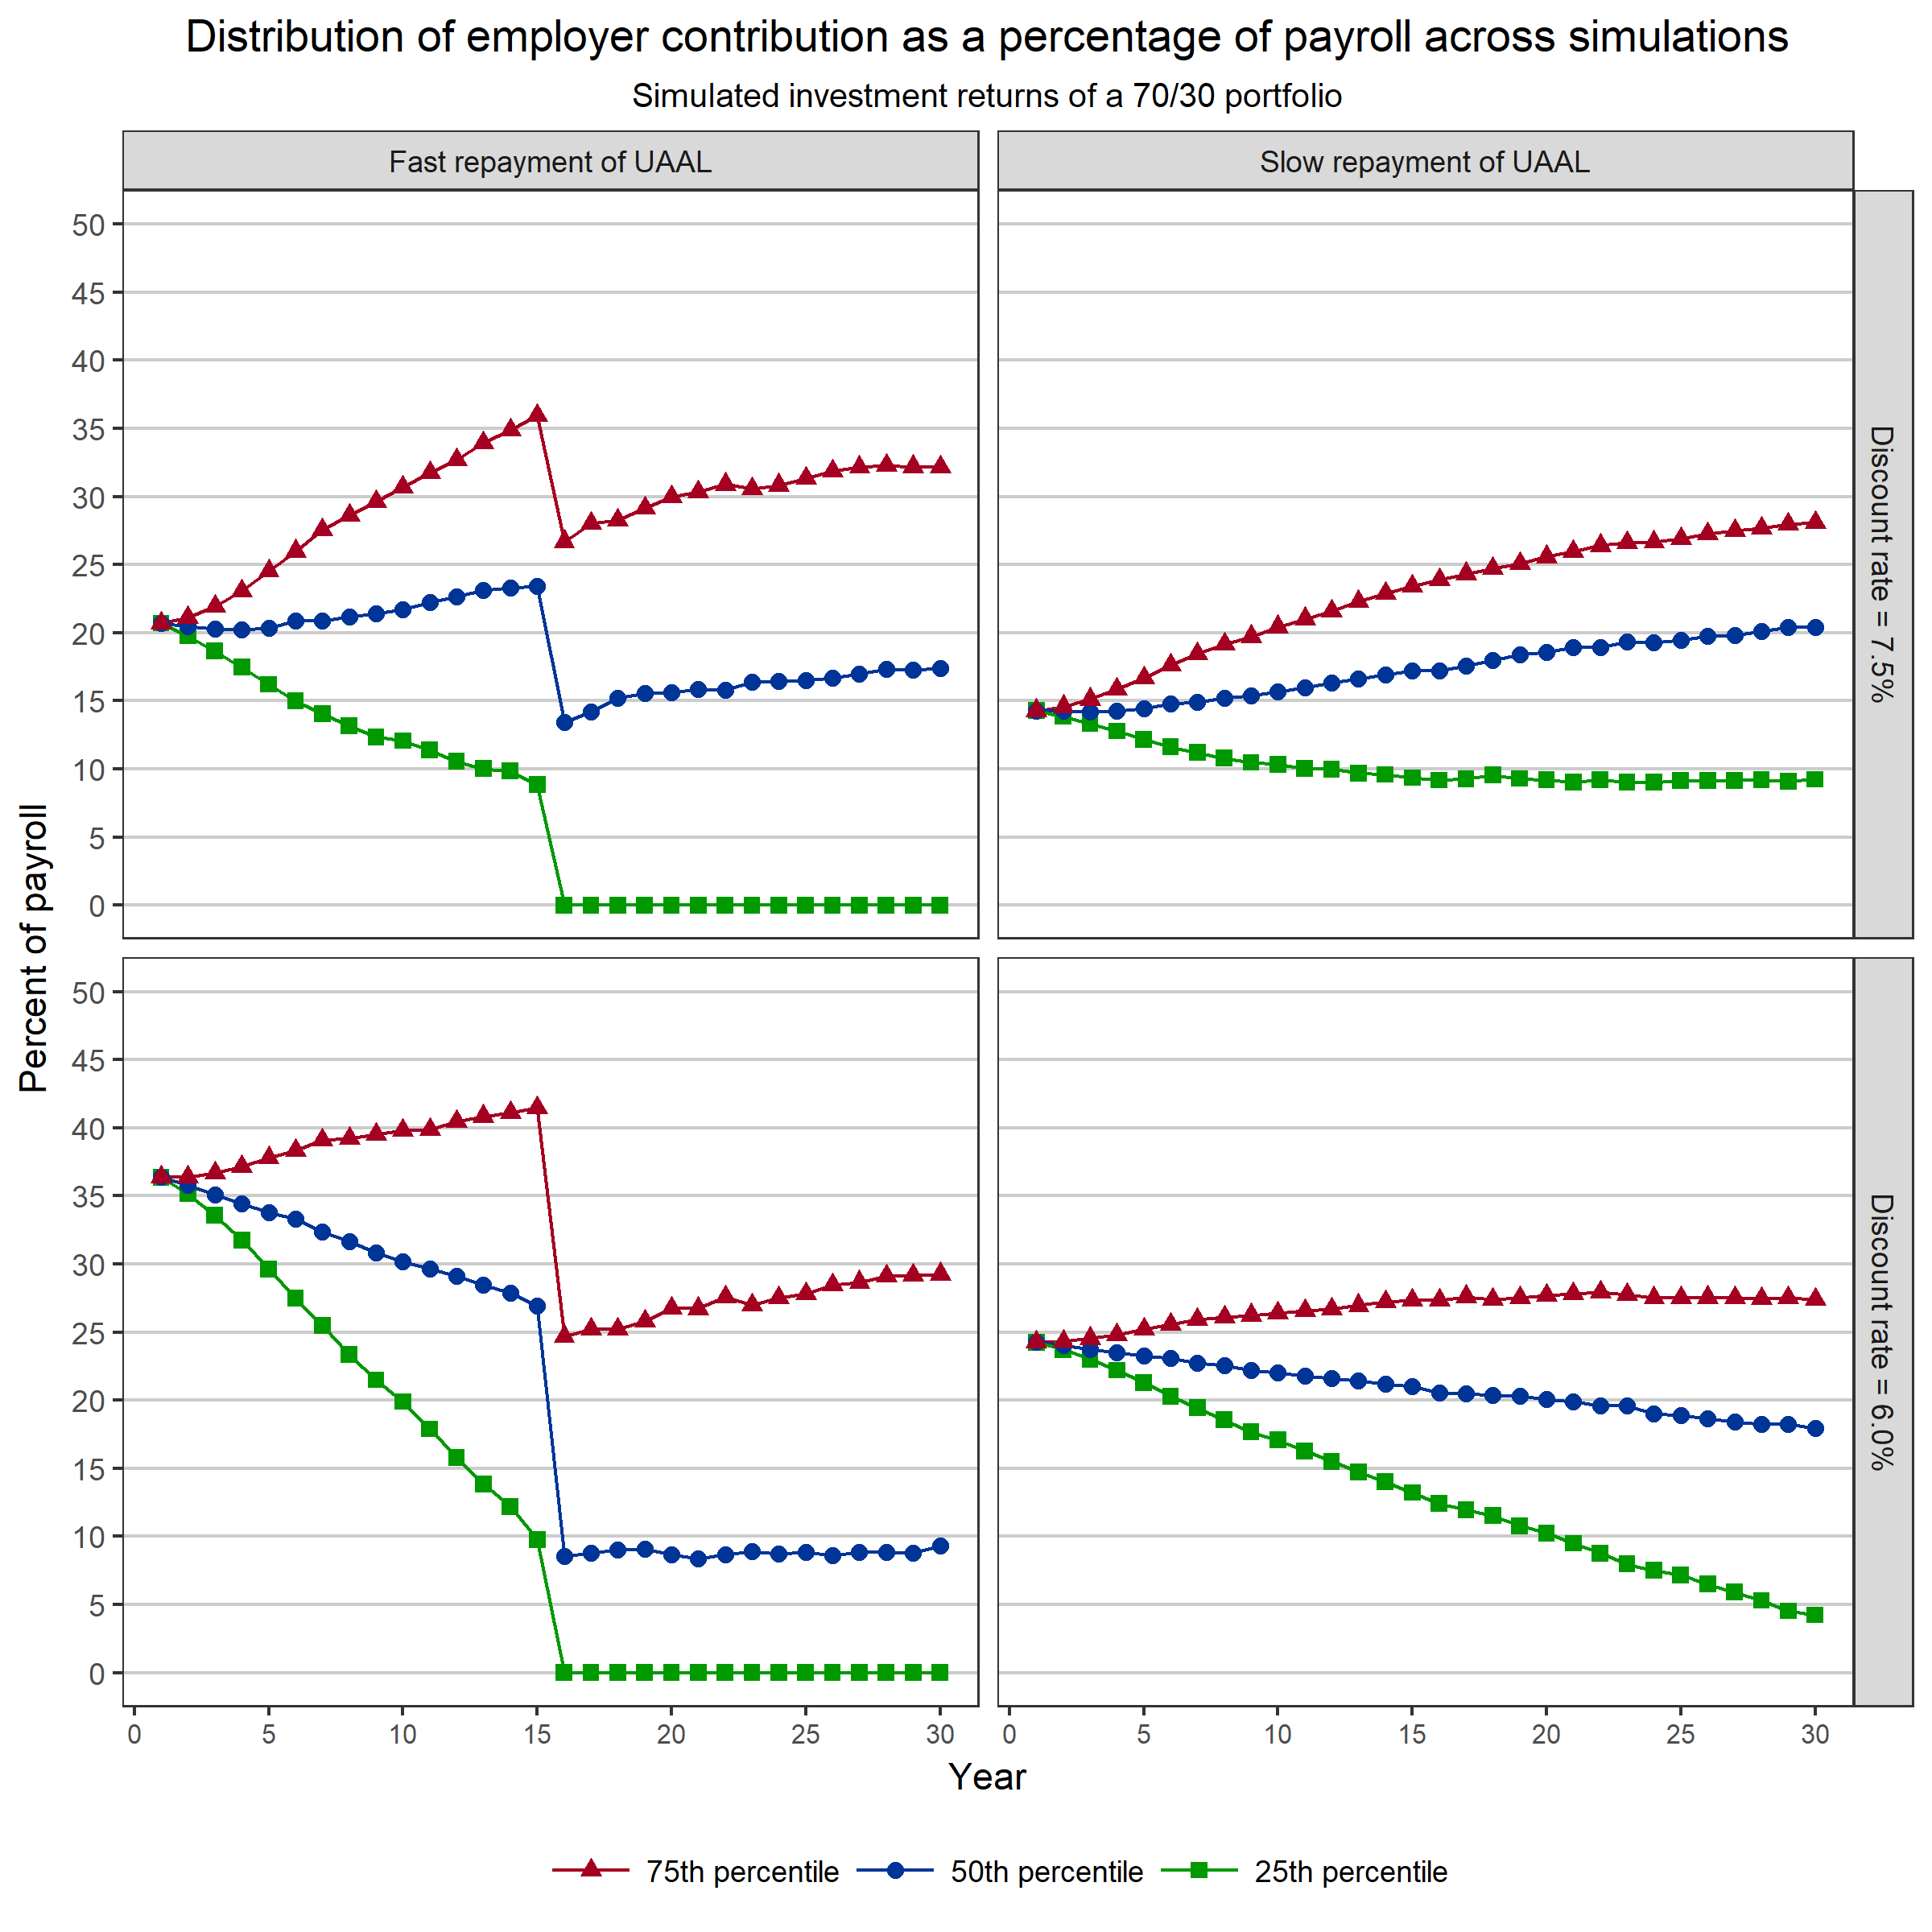 Distribution of employer contribution as a percentage of payroll across simulations
Simulated investment returns of a 70/30 portfolio
Fast repayment of UAAL
Slow repayment of UAAL
50
45
40
35
30
25
20
15
10
5
0
Discount rate = 7.5%
Percent of payroll
50
45
40
35
30
25
20
15
10
5
0
Discount rate = 6.0%
0 5 10 15 20 25 30
0 5 10 15 20 25 30
Year
75th percentile 50th percentile 25th percentile